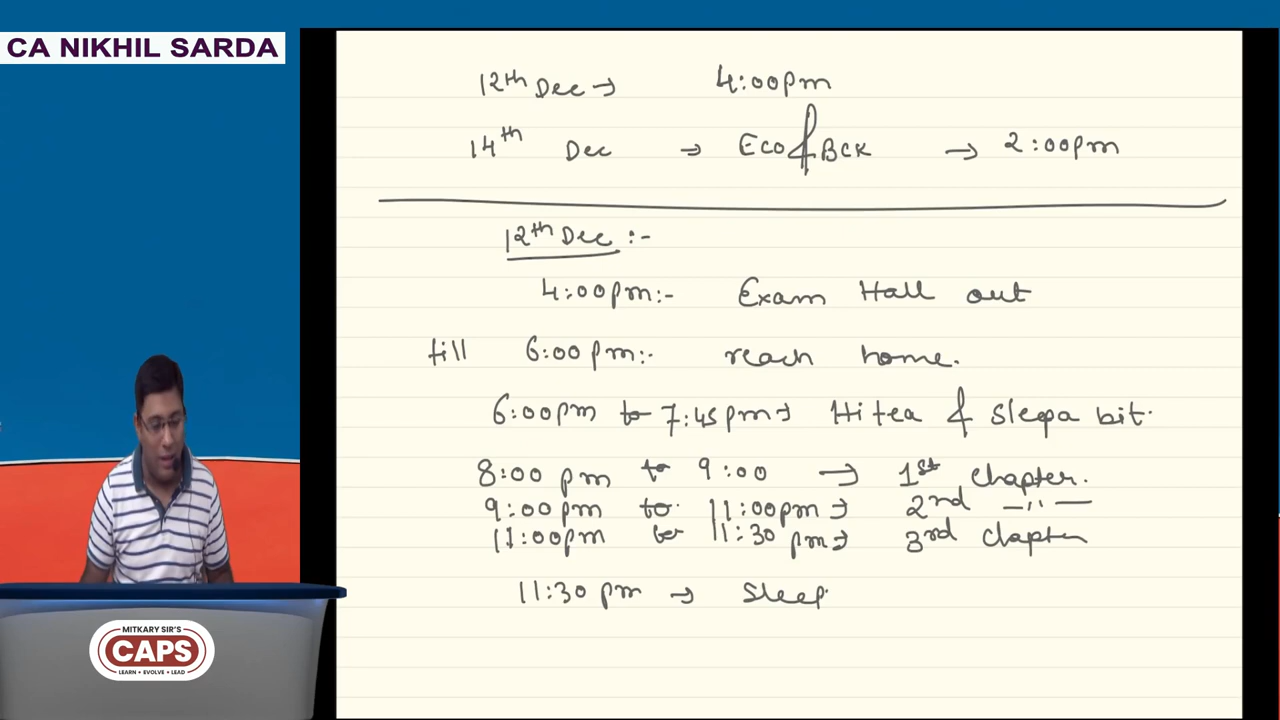 CA NIKHIL SARDA
12th Dec → 4:00pm
14th Dec → Eco & BCK → 2:00pm
12th Dec :-
4:00pm:- Exam Hall out
till 6:00pm:- reach home.
6:00pm to 7:45pm → Hi tea & Sleep a bit.
8:00 pm to 9:00 → 1st chapter.
9:00pm to 11:00pm → 2nd —"—
11:00pm to 11:30 pm → 3rd chapter
11:30 pm → Sleep.
MITKARY SIR'S
CAPS
LEARN • EVOLVE • LEAD